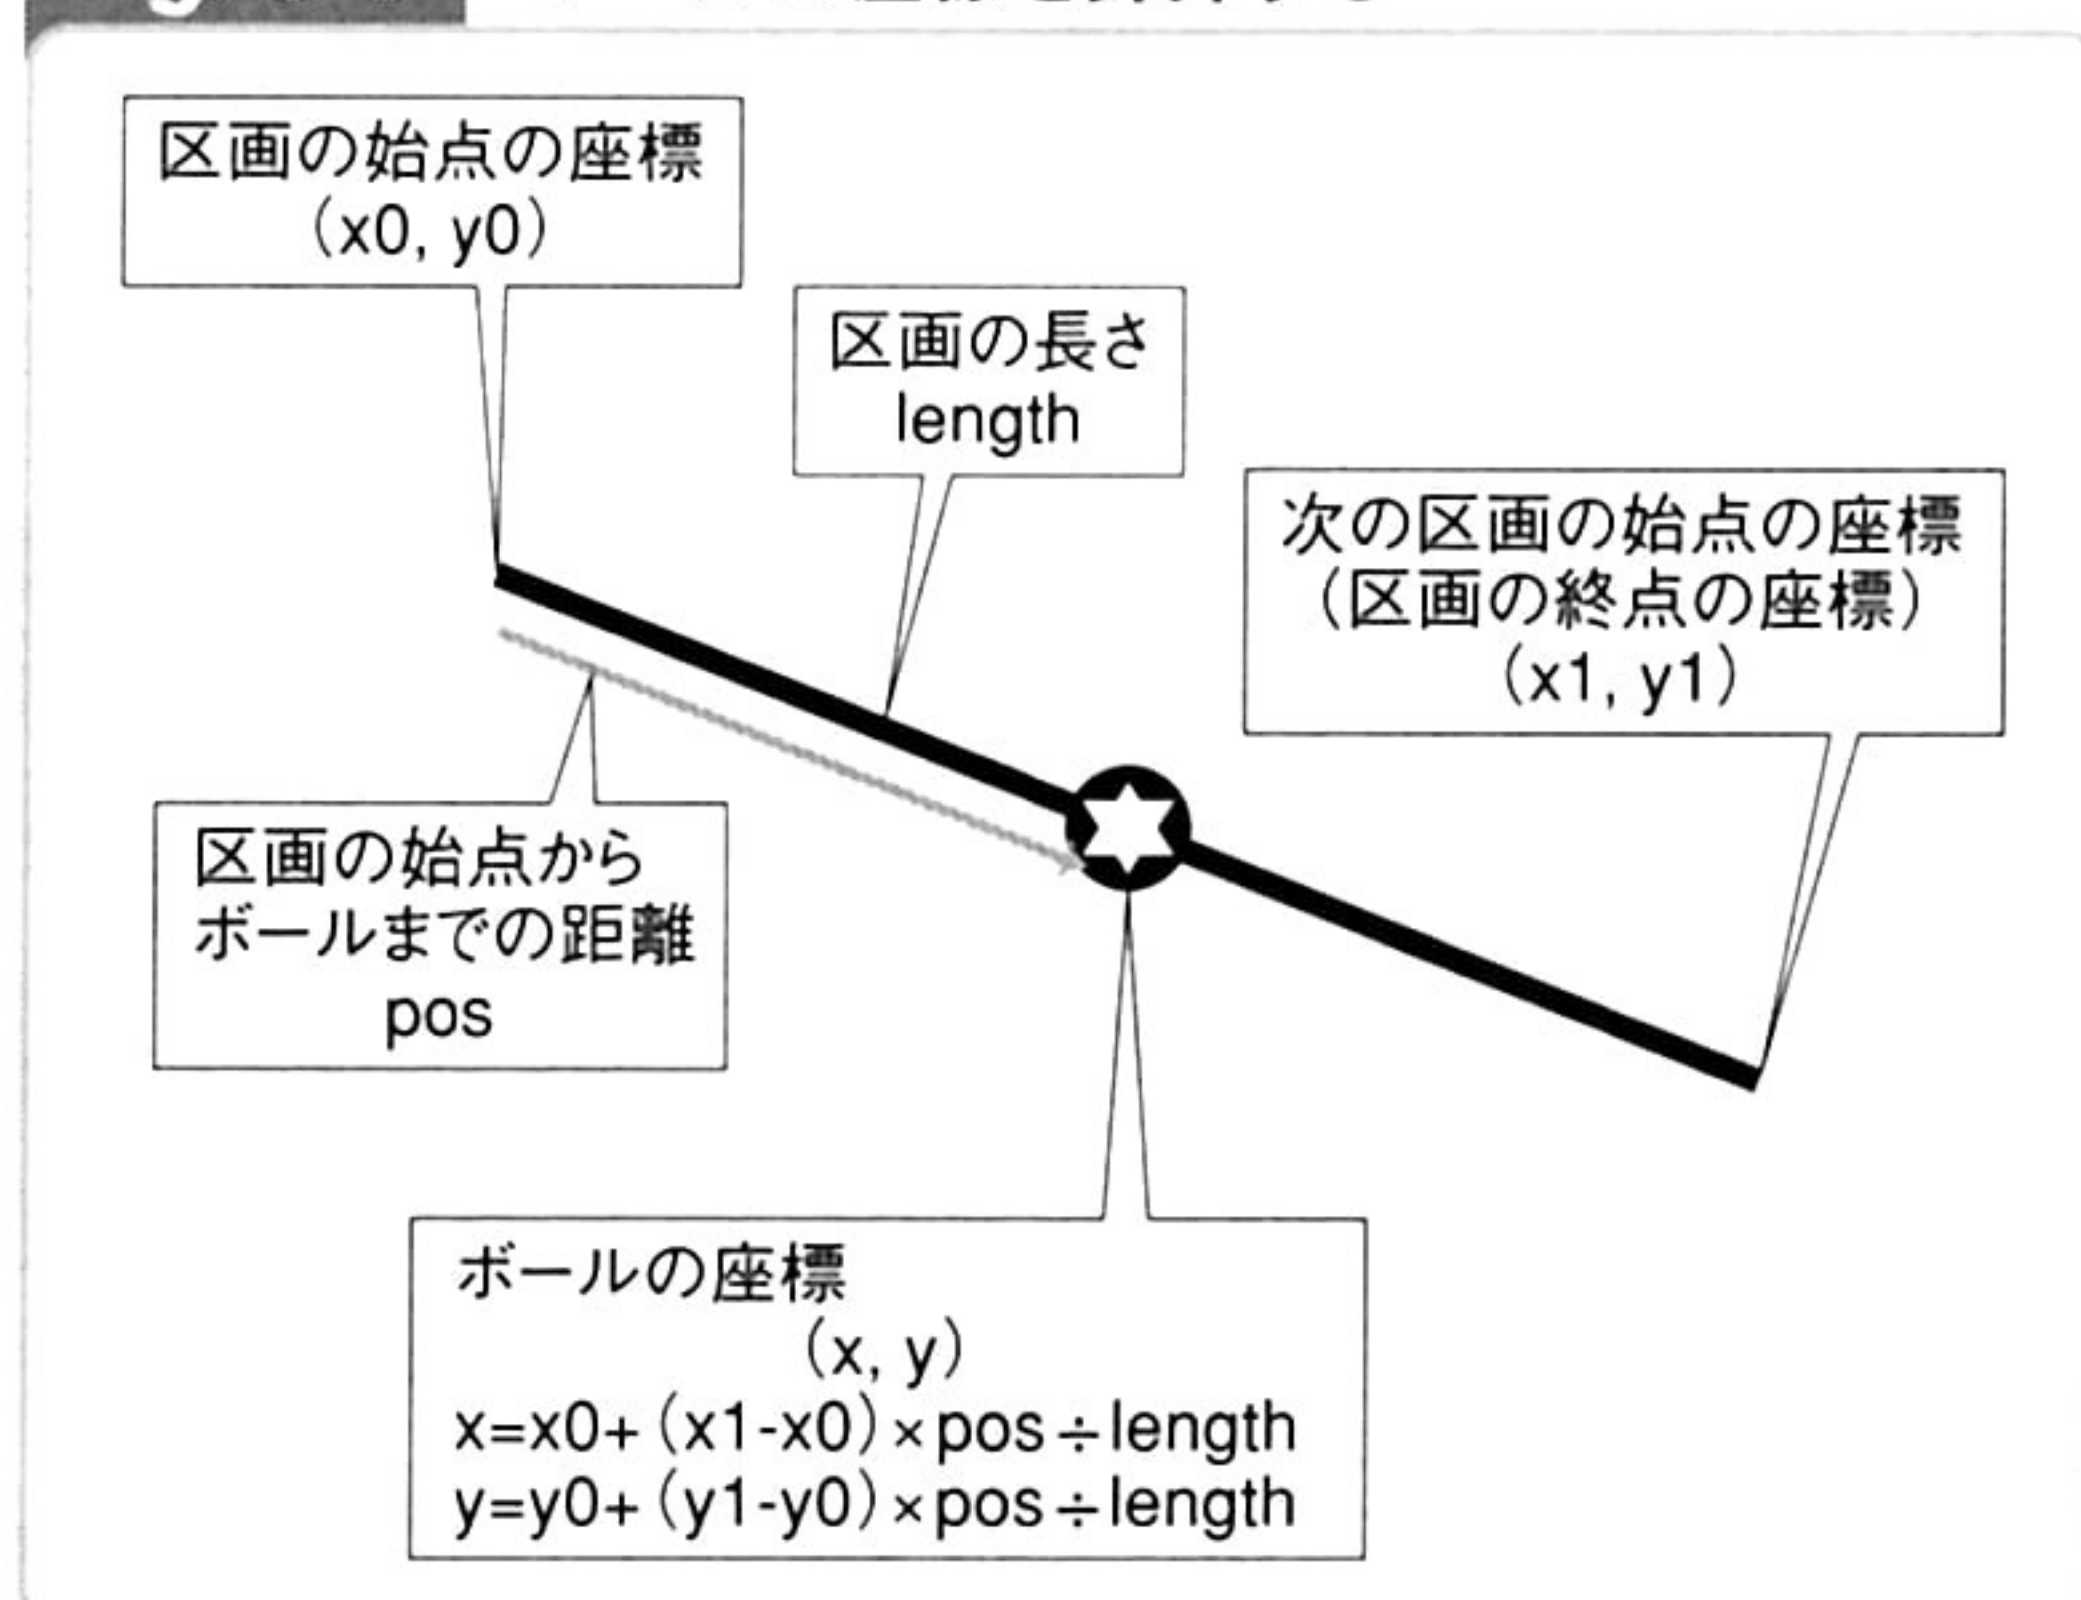 区画の始点の座標
（x0, y0）
区画の長さ
length
次の区画の始点の座標
（区画の終点の座標）
（x1, y1）
区画の始点から
ボールまでの距離
pos
ボールの座標
（x, y）
x=x0+（x1-x0）×pos÷length
y=y0+（y1-y0）×pos÷length